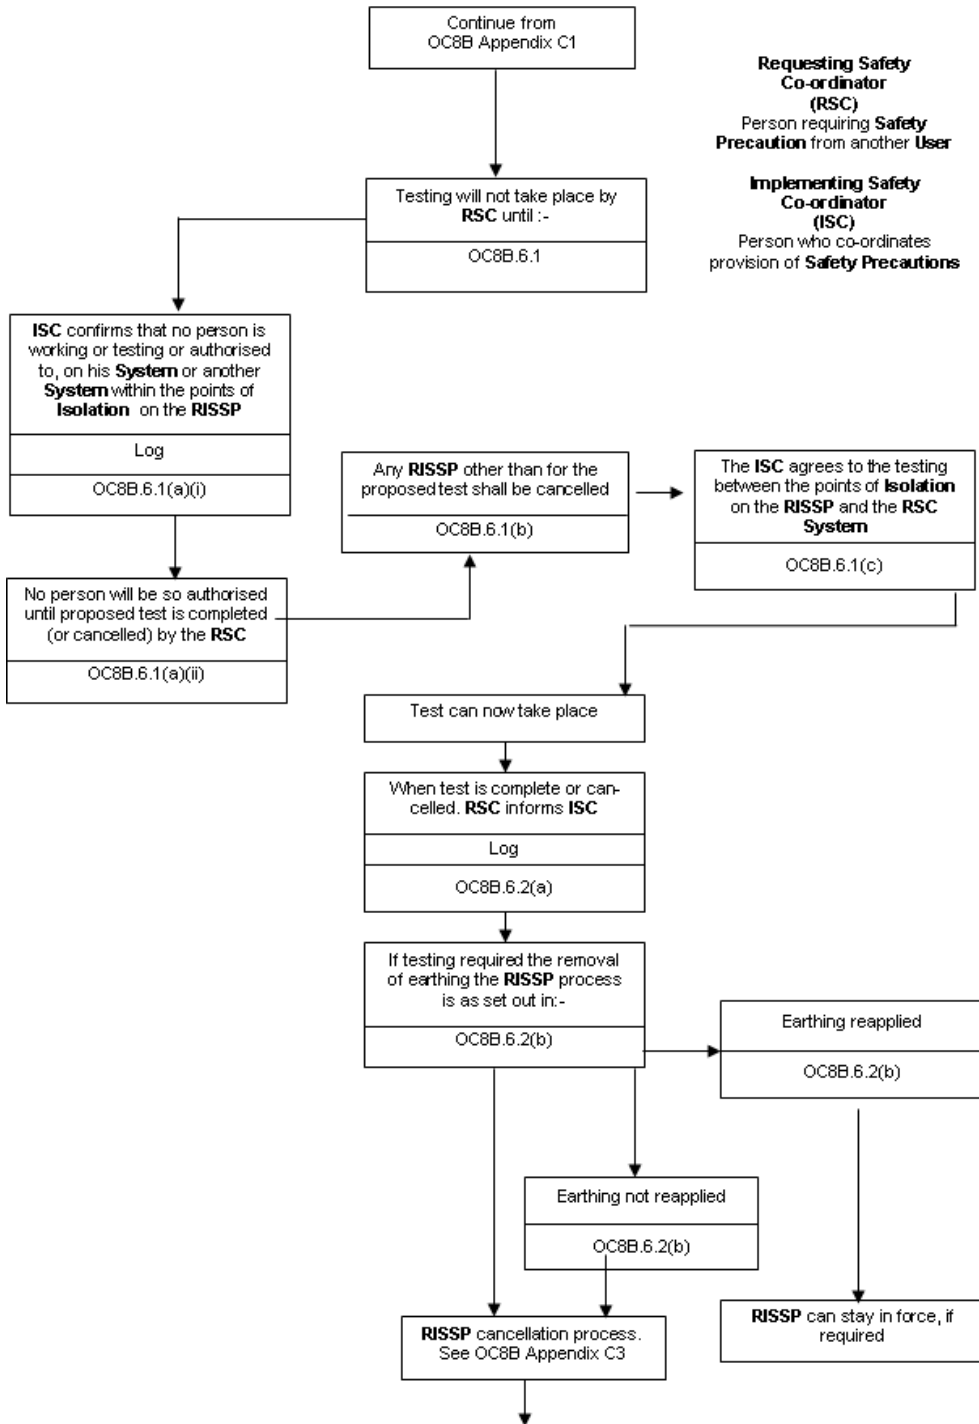 Continue from
OC8B Appendix C1
Requesting Safety
Co-ordinator
(RSC)
Person requiring Safety
Precaution from another User
Implementing Safety
Co-ordinator
(ISC)
Person who co-ordinates
provision of Safety Precautions
Testing will not take place by
RSC until :-
OC8B.6.1
ISC confirms that no person is
working or testing or authorised
to, on his System or another
System within the points of
Isolation on the RISSP
Log
OC8B.6.1(a)(i)
No person will be so authorised
until proposed test is completed
(or cancelled) by the RSC
OC8B.6.1(a)(ii)
Any RISSP other than for the
proposed test shall be cancelled
OC8B.6.1(b)
The ISC agrees to the testing
between the points of Isolation
on the RISSP and the RSC
System
OC8B.6.1(c)
Test can now take place
When test is complete or can-
celled. RSC informs ISC
Log
OC8B.6.2(a)
If testing required the removal
of earthing the RISSP process
is as set out in:-
OC8B.6.2(b)
Earthing reapplied
OC8B.6.2(b)
Earthing not reapplied
OC8B.6.2(b)
RISSP cancellation process.
See OC8B Appendix C3
RISSP can stay in force, if
required